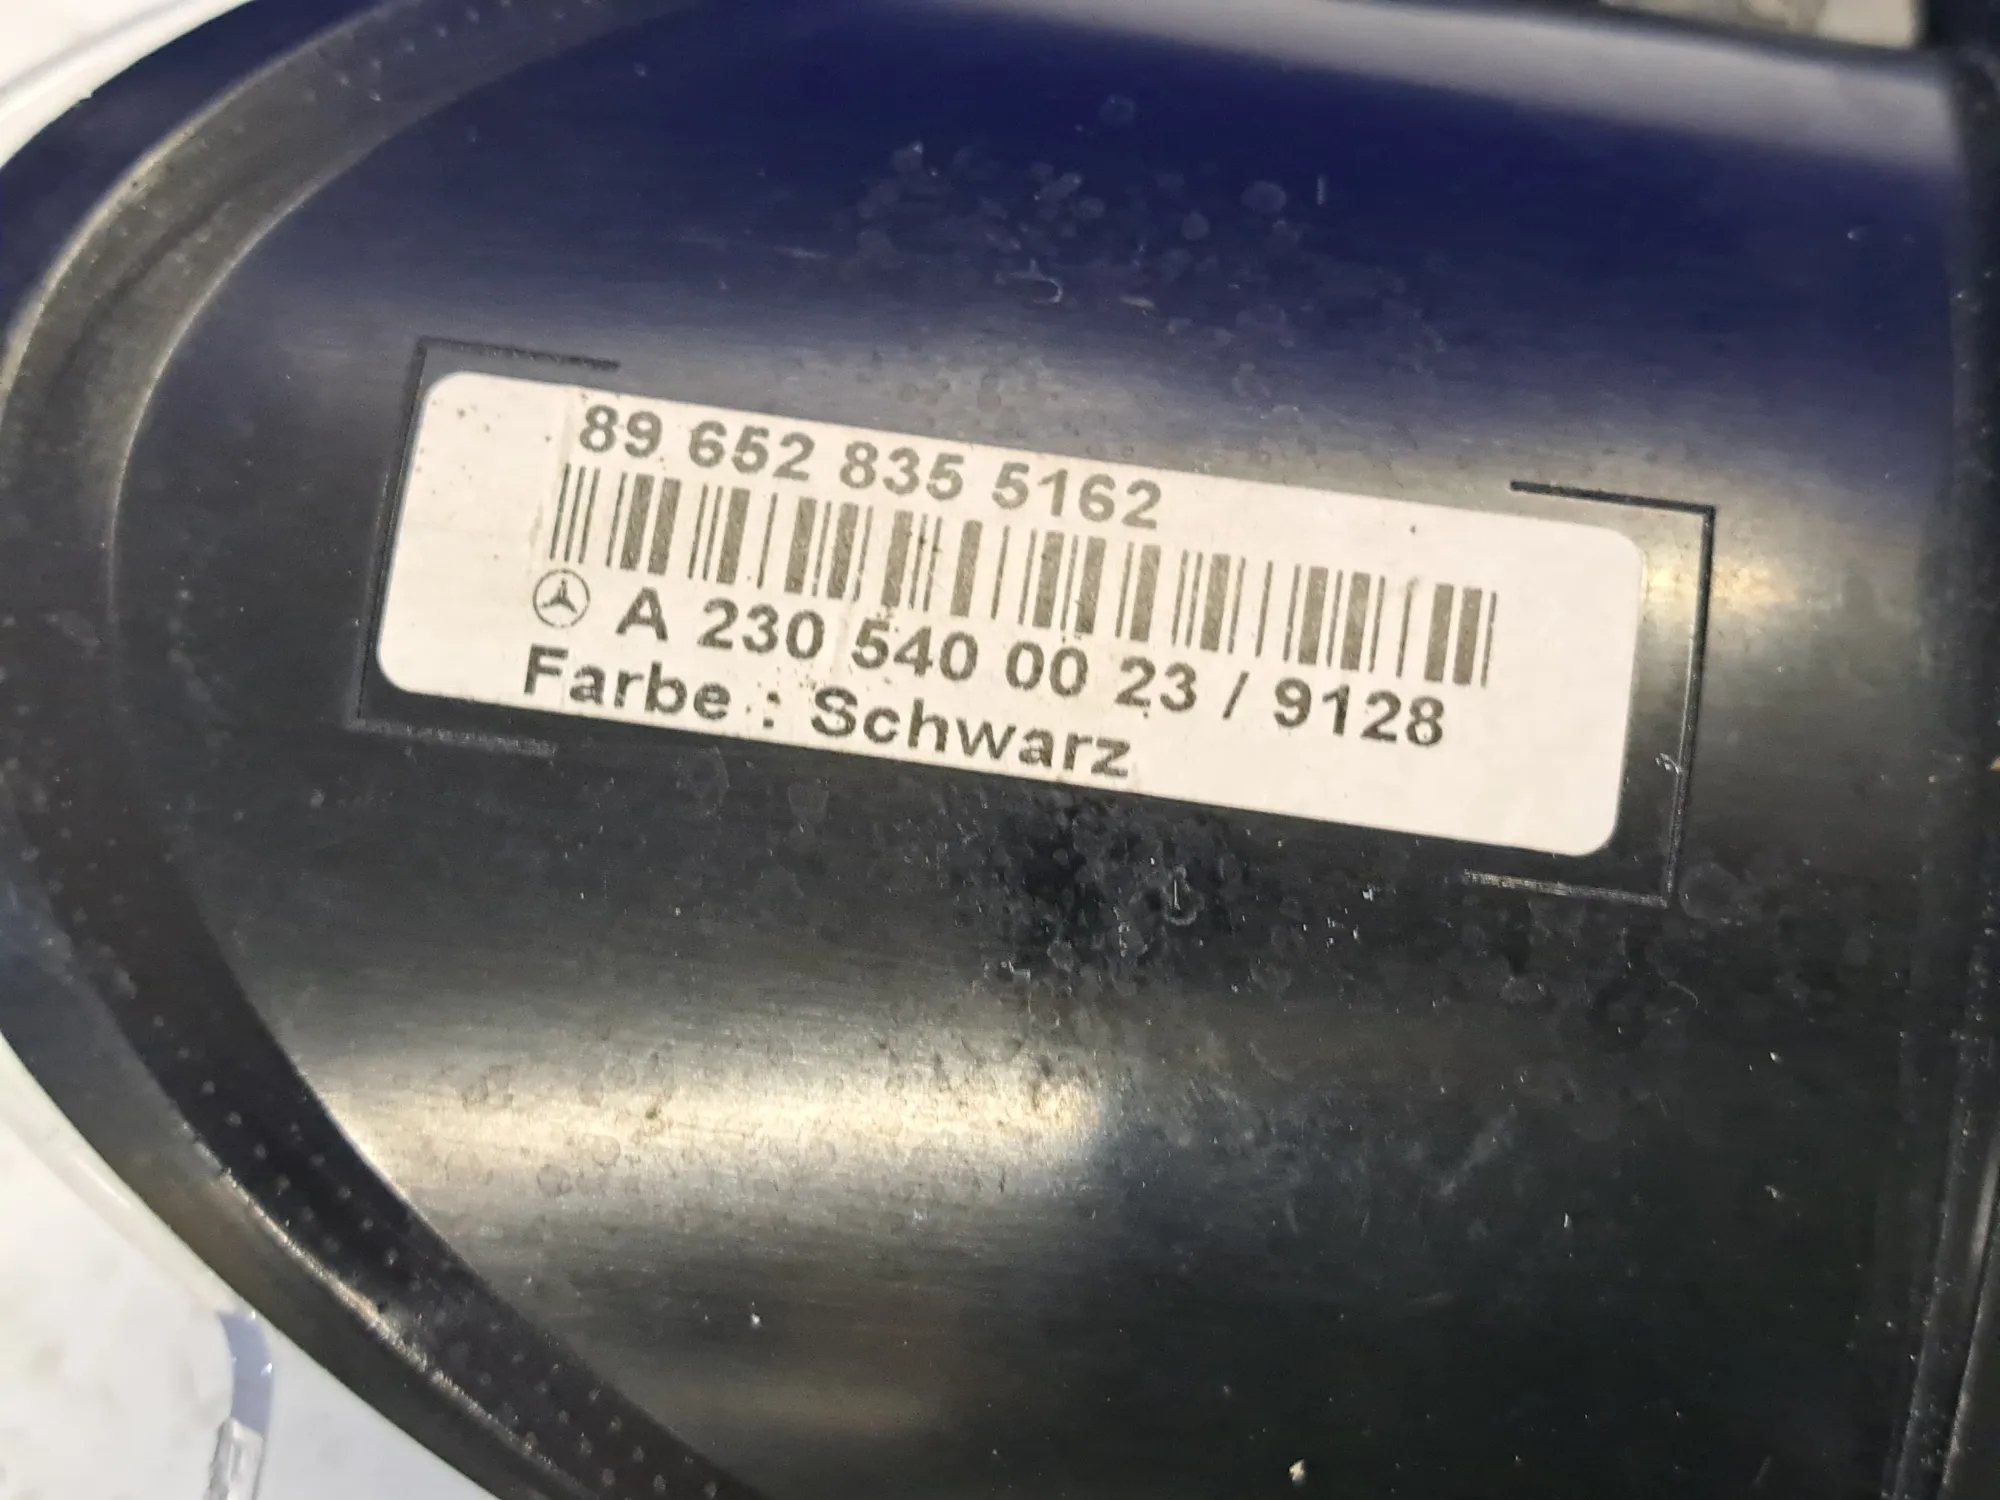 89 652 835 5162
A 230 540 00 23 / 9128
Farbe : Schwarz